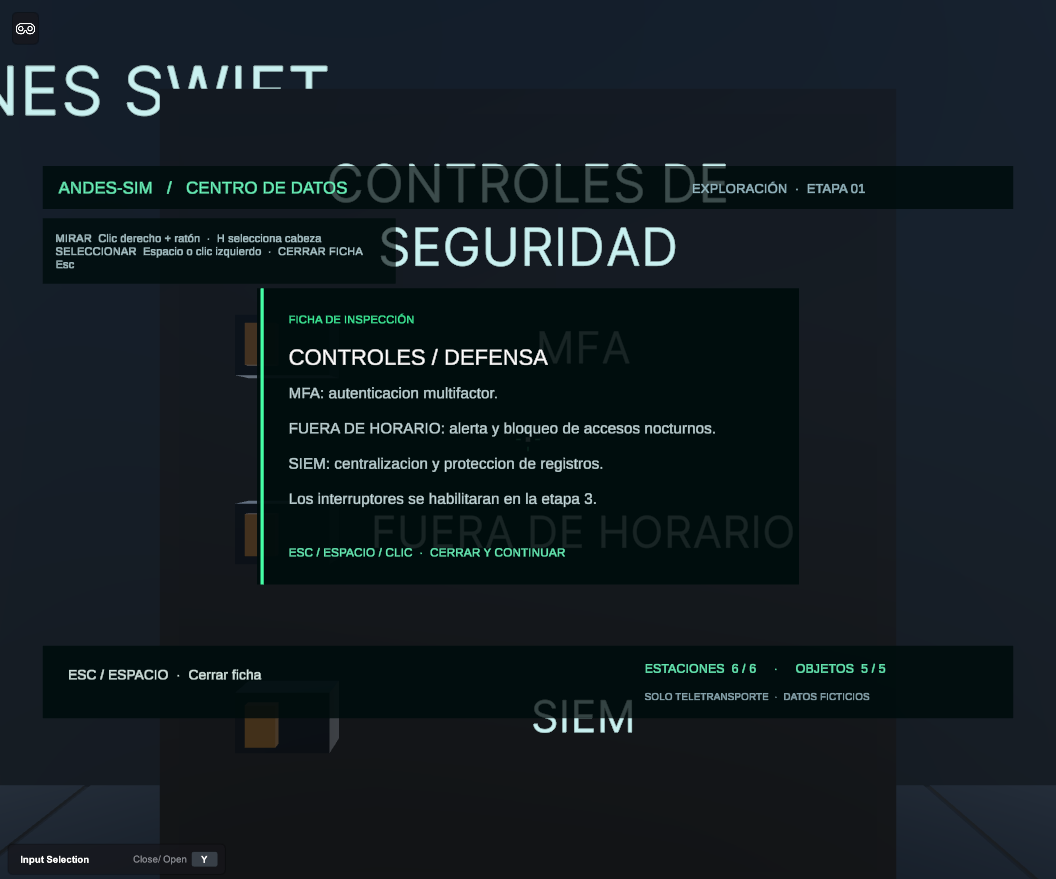 NES SWIFT
CONTROLES DE
ANDES-SIM / CENTRO DE DATOS
EXPLORACIÓN · ETAPA 01
SEGURIDAD
MIRAR Clic derecho + ratón · H selecciona cabeza
SELECCIONAR Espacio o clic izquierdo · CERRAR FICHA
Esc
FICHA DE INSPECCIÓN
MFA
CONTROLES / DEFENSA
MFA: autenticacion multifactor.
FUERA DE HORARIO: alerta y bloqueo de accesos nocturnos.
SIEM: centralizacion y proteccion de registros.
Los interruptores se habilitaran en la etapa 3.
FUERA DE HORARIO
ESC / ESPACIO / CLIC · CERRAR Y CONTINUAR
ESC / ESPACIO · Cerrar ficha
ESTACIONES 6 / 6 · OBJETOS 5 / 5
SOLO TELETRANSPORTE · DATOS FICTICIOS
SIEM
Input Selection Close/ Open Y